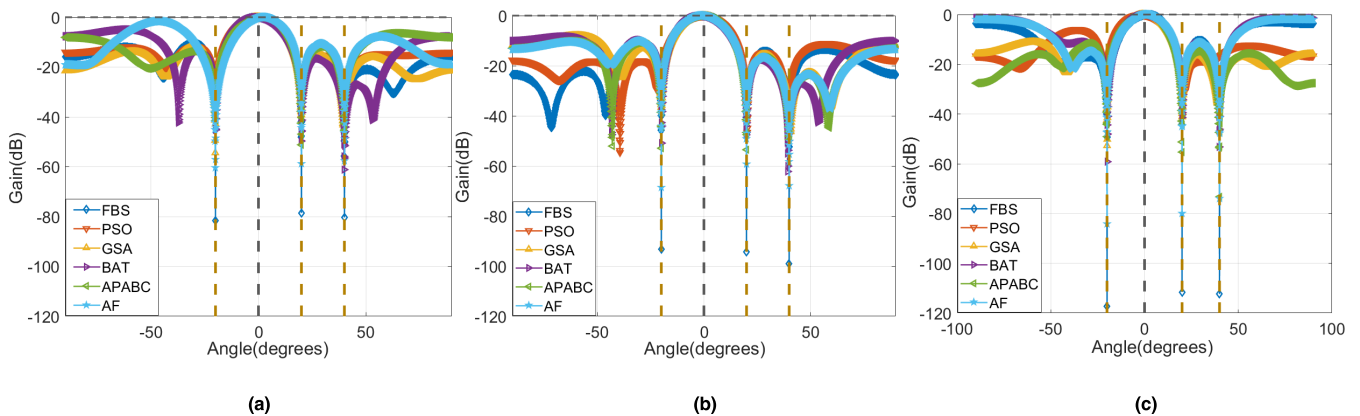 0
-20
-40
-60
-80
-100
-120
Gain(dB)
FBS
PSO
GSA
BAT
APABC
AF
-50
0
50
Angle(degrees)
(a)
0
-20
-40
-60
-80
-100
-120
Gain(dB)
FBS
PSO
GSA
BAT
APABC
AF
-50
0
50
Angle(degrees)
(b)
0
-20
-40
-60
-80
-100
-120
Gain(dB)
FBS
PSO
GSA
BAT
APABC
AF
-100
-50
0
50
100
Angle(degrees)
(c)